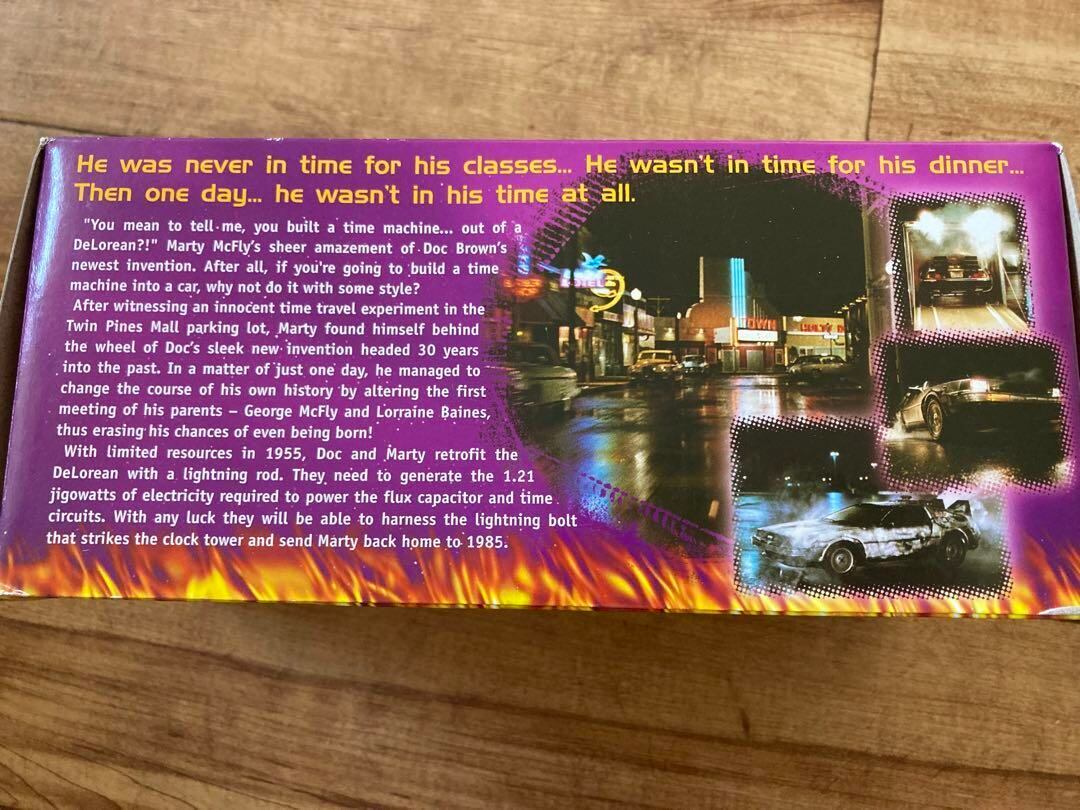 He was never in time for his classes... He wasn't in time for his dinner...
Then one day... he wasn't in his time at all.
"You mean to tell me, you built a time machine... out of a
DeLorean?!" Marty McFly's sheer amazement of Doc Brown's
newest invention. After all, if you're going to build a time
machine into a car, why not do it with some style?
After witnessing an innocent time travel experiment in the
Twin Pines Mall parking lot, Marty found himself behind
the wheel of Doc's sleek new invention headed 30 years
into the past. In a matter of just one day, he managed to
change the course of his own history by altering the first
meeting of his parents – George McFly and Lorraine Baines,
thus erasing his chances of even being born!
With limited resources in 1955, Doc and Marty retrofit the
DeLorean with a lightning rod. They need to generate the 1.21
jigowatts of electricity required to power the flux capacitor and time
circuits. With any luck they will be able to harness the lightning bolt
that strikes the clock tower and send Marty back home to 1985.
TOWN